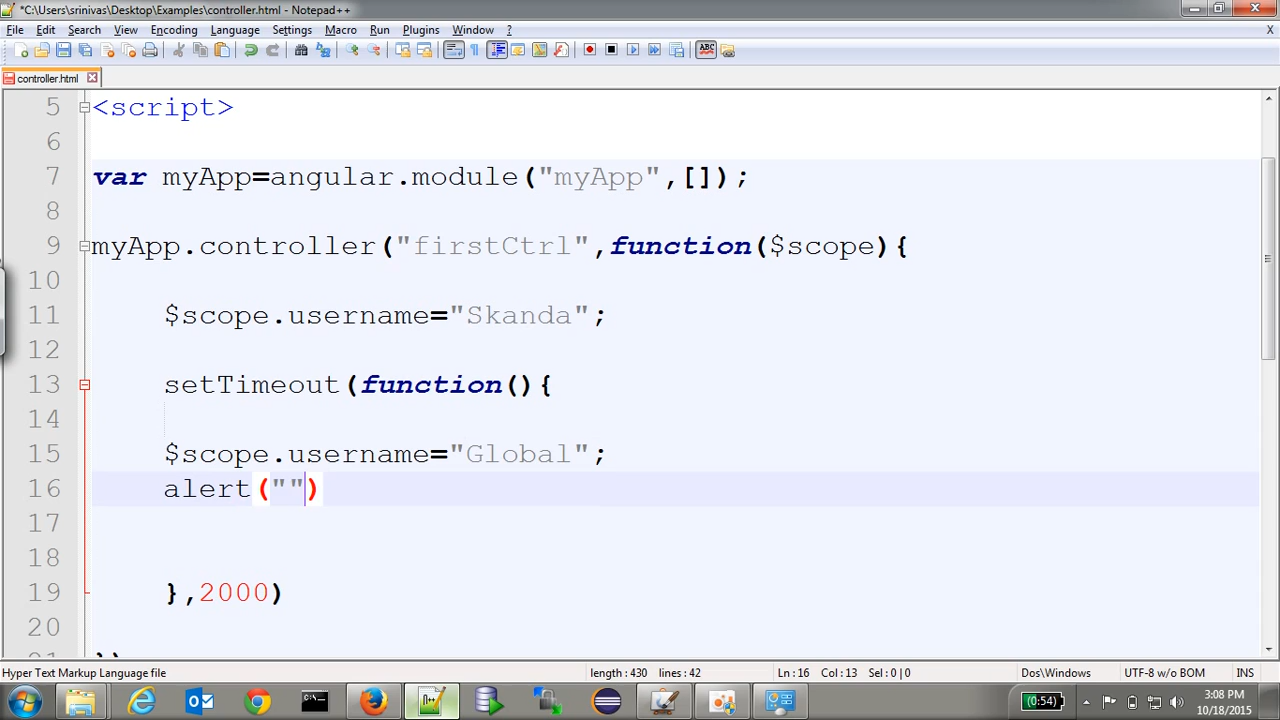 *C:\Users\srinivas\Desktop\Examples\controller.html - Notepad++
File Edit Search View Encoding Language Settings Macro Run Plugins Window ? X
controller.html
5 <script>
6
7 var myApp=angular.module("myApp",[]);
8
9 myApp.controller("firstCtrl",function($scope){
10
11 $scope.username="Skanda";
12
13 setTimeout(function(){
14
15 $scope.username="Global";
16 alert("")
17
18
19 },2000)
20
21 })
Hyper Text Markup Language file length : 430 lines : 42 Ln : 16 Col : 13 Sel : 0 | 0 Dos\Windows UTF-8 w/o BOM INS
(0:54) 3:08 PM
10/18/2015